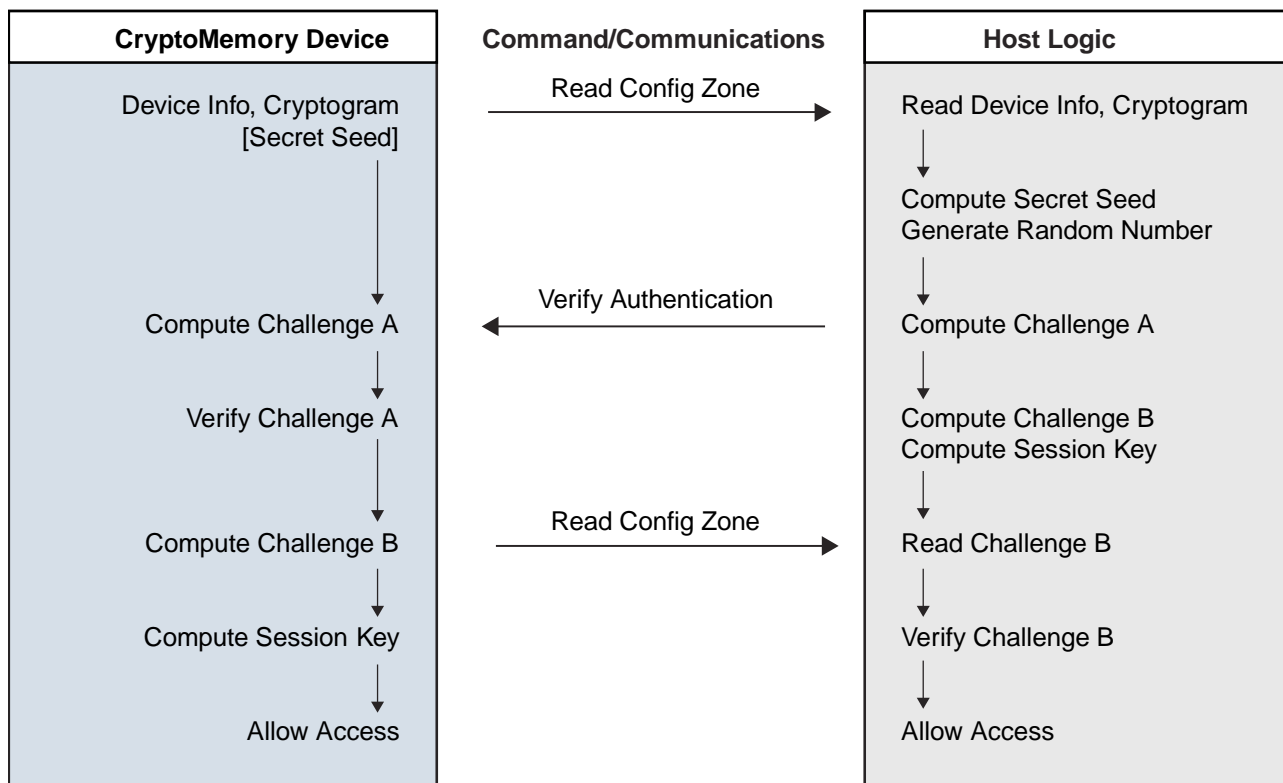 CryptoMemory Device
Command/Communications
Host Logic
Device Info, Cryptogram
[Secret Seed]
Read Config Zone
Read Device Info, Cryptogram
Compute Secret Seed
Generate Random Number
Compute Challenge A
Verify Authentication
Compute Challenge A
Verify Challenge A
Compute Challenge B
Compute Session Key
Compute Challenge B
Read Config Zone
Read Challenge B
Compute Session Key
Verify Challenge B
Allow Access
Allow Access